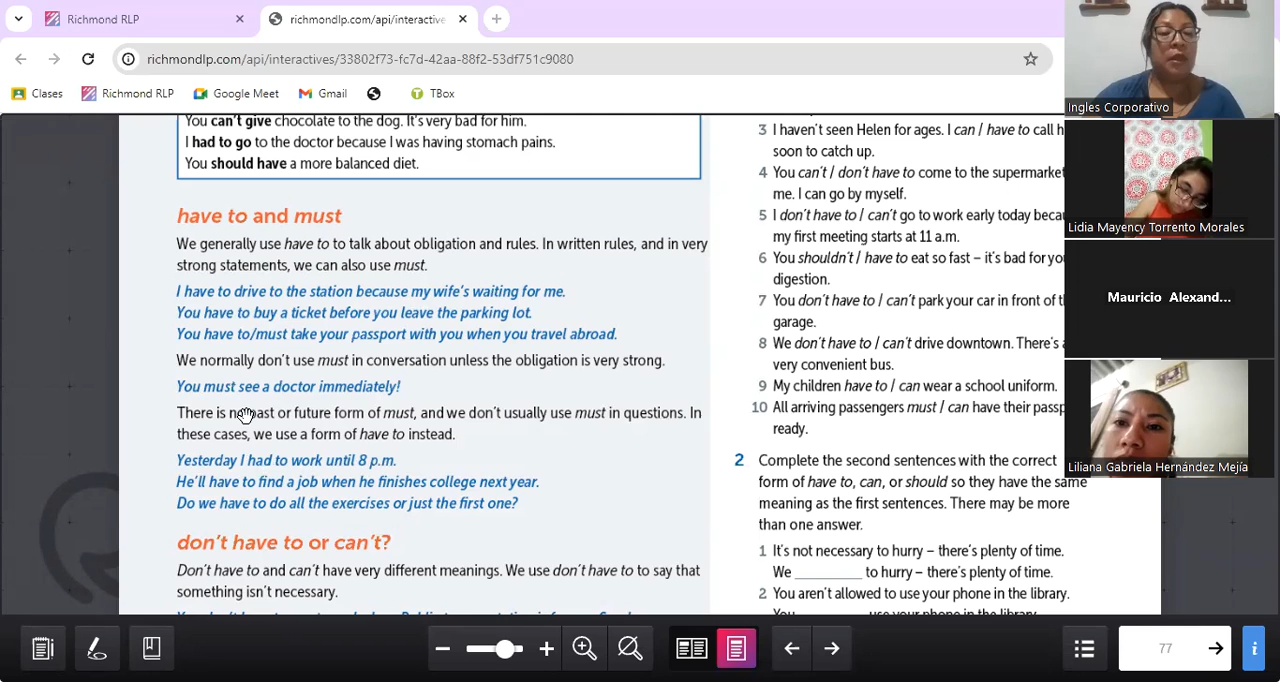 Richmond RLP
richmondlp.com/api/interactive
richmondlp.com/api/interactives/33802f73-fc7d-42aa-88f2-53df751c9080
Clases
Richmond RLP
Google Meet
Gmail
TBox
You can't give chocolate to the dog. It's very bad for him.
I had to go to the doctor because I was having stomach pains.
You should have a more balanced diet.
have to and must
We generally use have to to talk about obligation and rules. In written rules, and in very
strong statements, we can also use must.
I have to drive to the station because my wife's waiting for me.
You have to buy a ticket before you leave the parking lot.
You have to/must take your passport with you when you travel abroad.
We normally don't use must in conversation unless the obligation is very strong.
You must see a doctor immediately!
There is no past or future form of must, and we don't usually use must in questions. In
these cases, we use a form of have to instead.
Yesterday I had to work until 8 p.m.
He'll have to find a job when he finishes college next year.
Do we have to do all the exercises or just the first one?
don't have to or can't?
Don't have to and can't have very different meanings. We use don't have to to say that
something isn't necessary.
3 I haven't seen Helen for ages. I can / have to call h
soon to catch up.
4 You can't / don't have to come to the supermarket
me. I can go by myself.
5 I don't have to / can't go to work early today becau
my first meeting starts at 11 a.m.
6 You shouldn't / have to eat so fast – it's bad for you
digestion.
7 You don't have to / can't park your car in front of th
garage.
8 We don't have to / can't drive downtown. There's a
very convenient bus.
9 My children have to / can wear a school uniform.
10 All arriving passengers must / can have their passp
ready.
2 Complete the second sentences with the correct
form of have to, can, or should so they have the same
meaning as the first sentences. There may be more
than one answer.
1 It's not necessary to hurry – there's plenty of time.
We ________ to hurry – there's plenty of time.
2 You aren't allowed to use your phone in the library.
You ________ use your phone in the library.
Ingles Corporativo
Lidia Mayency Torrento Morales
Mauricio Alexand...
Liliana Gabriela Hernández Mejía
77